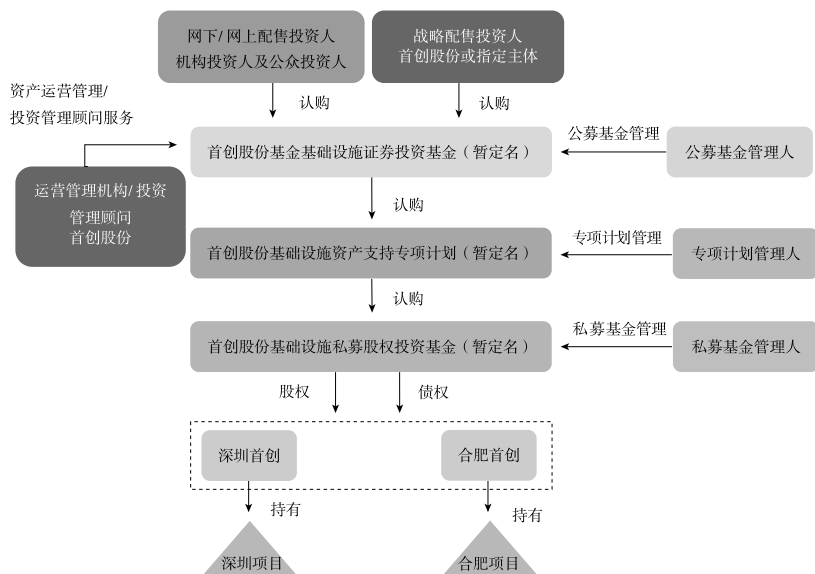 网下/网上配售投资人
机构投资人及公众投资人
战略配售投资人
首创股份或指定主体
资产运营管理/
投资管理顾问服务
认购
认购
公募基金管理
首创股份基金基础设施证券投资基金（暂定名）
公募基金管理人
运营管理机构/投资
管理顾问
首创股份
认购
专项计划管理
首创股份基础设施资产支持专项计划（暂定名）
专项计划管理人
认购
私募基金管理
首创股份基础设施私募股权投资基金（暂定名）
私募基金管理人
股权
债权
深圳首创
合肥首创
持有
持有
深圳项目
合肥项目